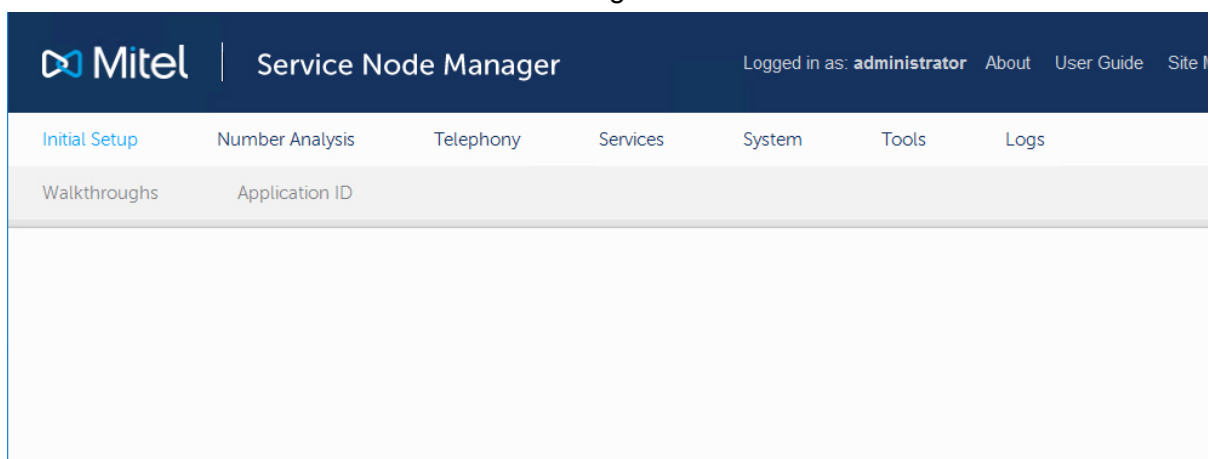 Mitel Service Node Manager Logged in as: administrator About User Guide Site
Initial Setup Number Analysis Telephony Services System Tools Logs
Walkthroughs Application ID